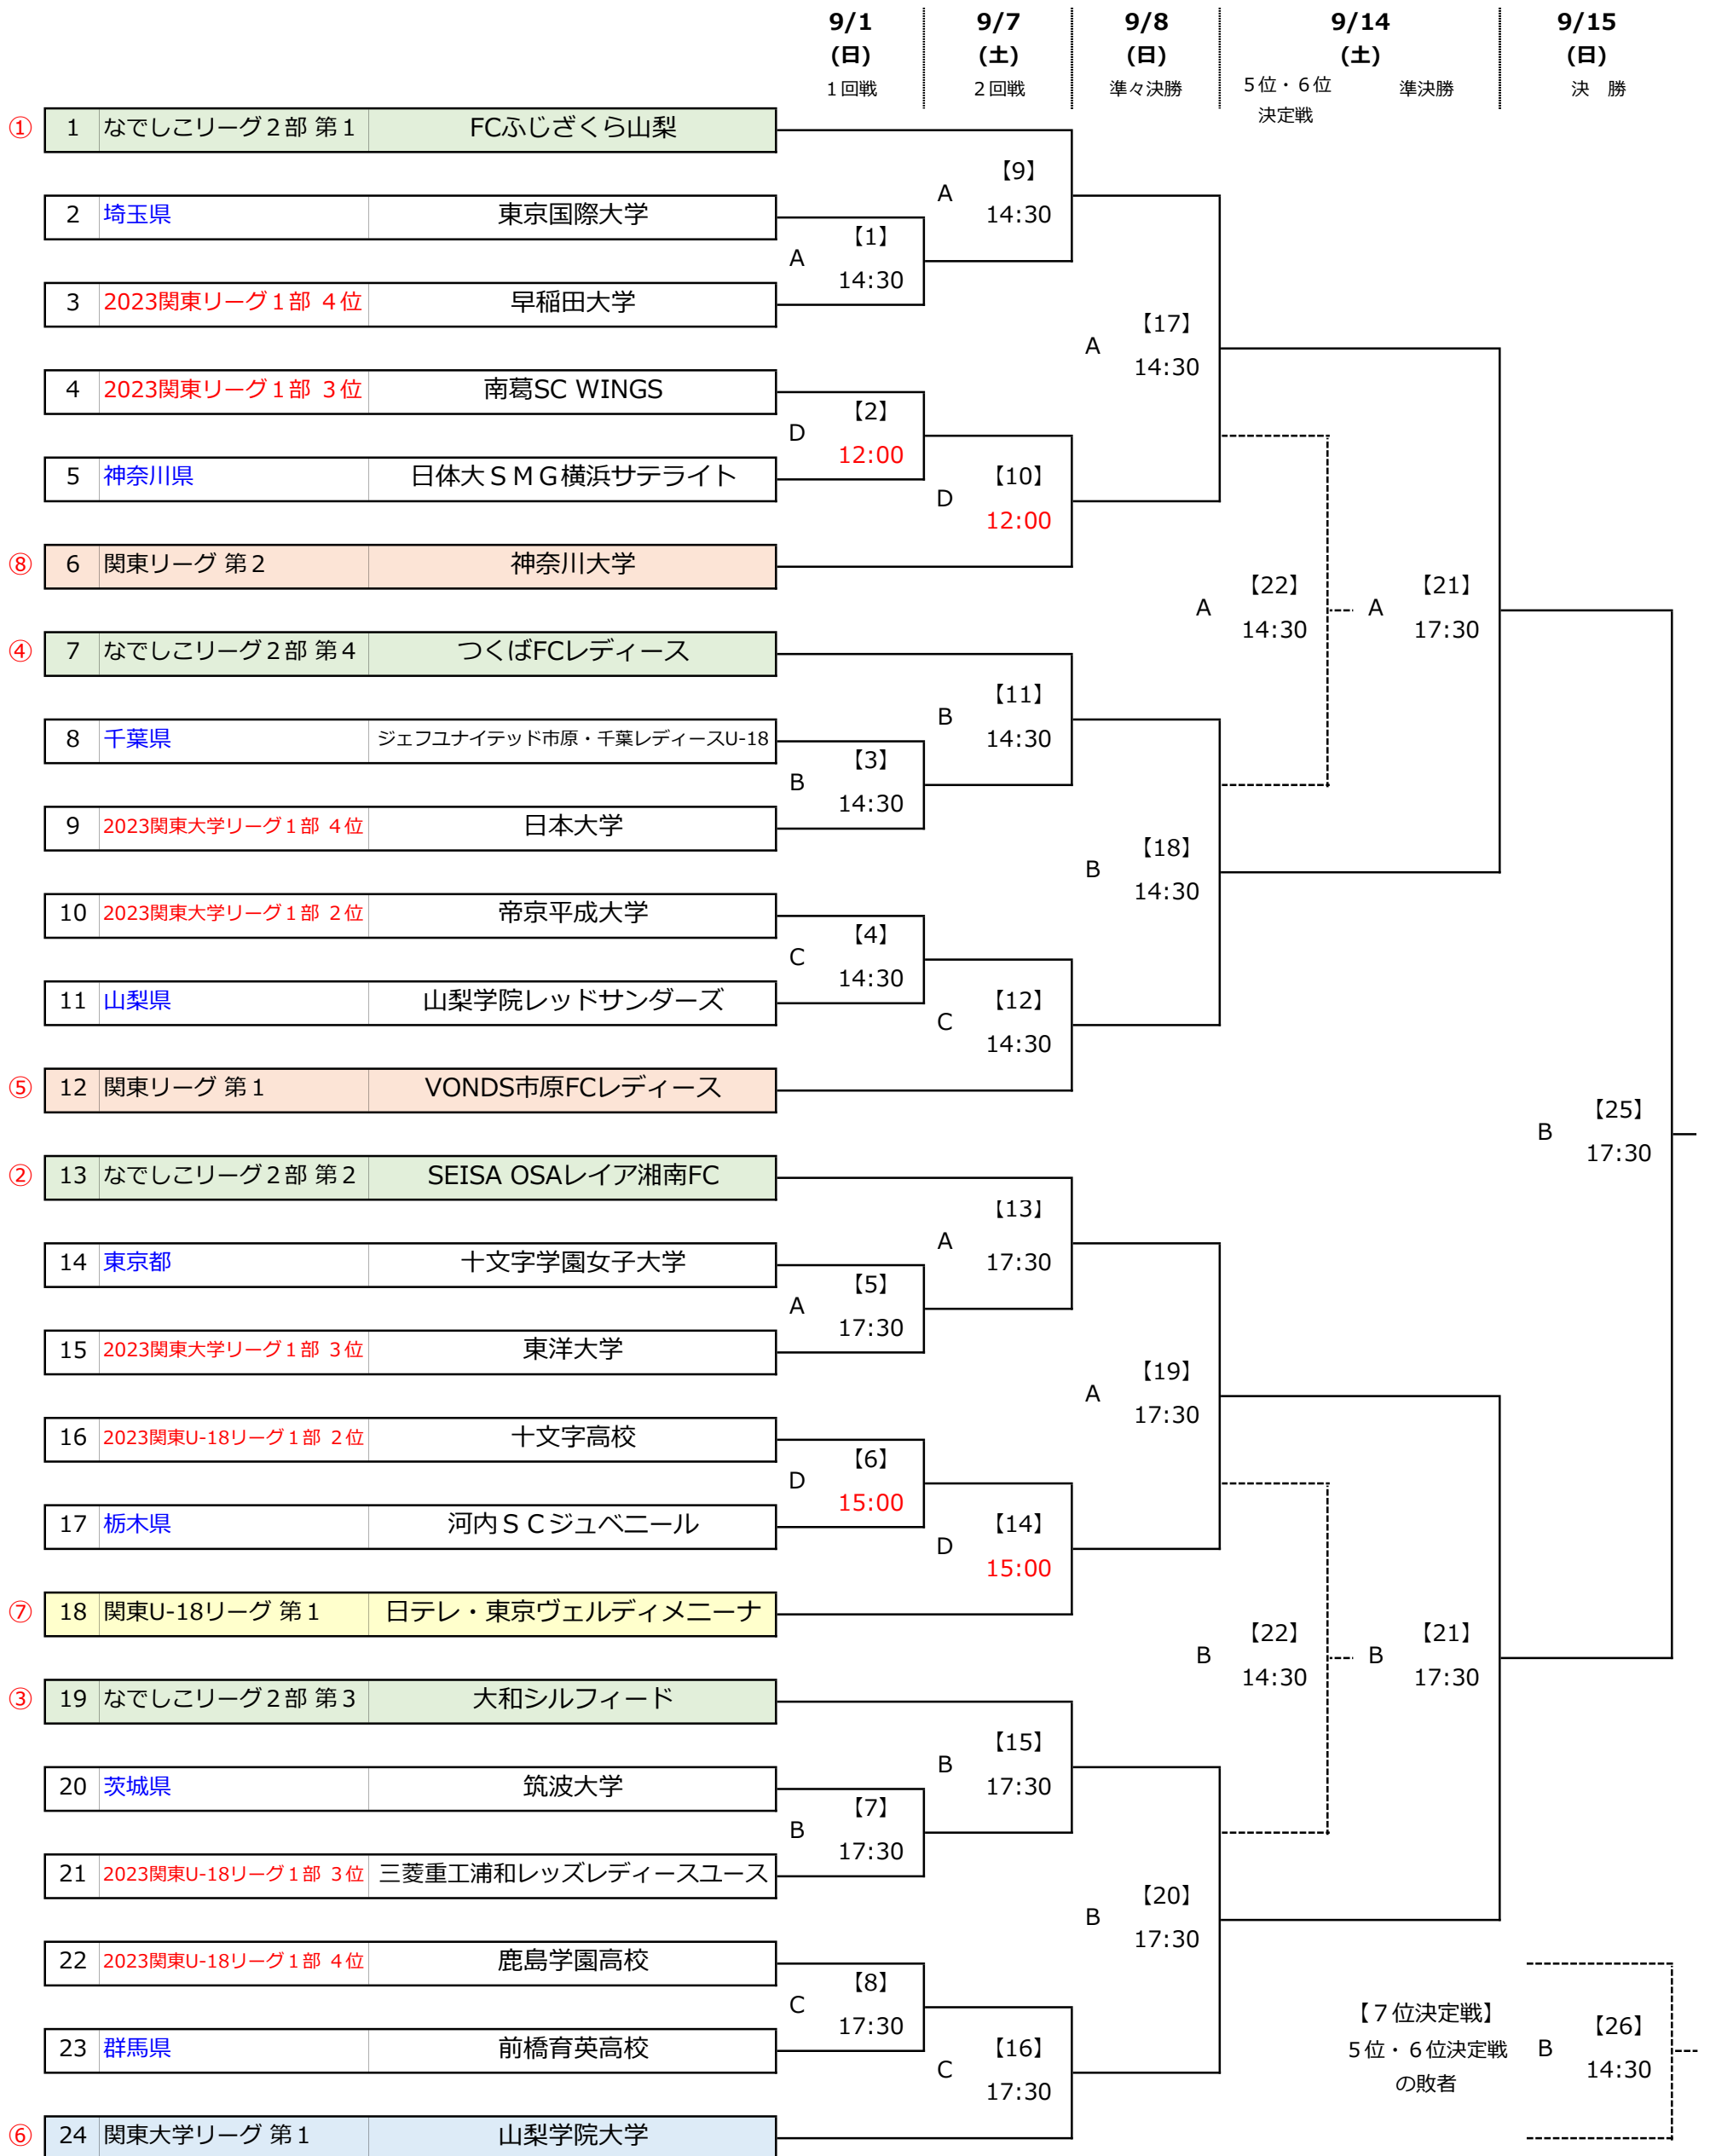 9/1 9/7 9/8 9/14 9/15
(日) (土) (日) (土) (日)
１回戦 ２回戦 準々決勝 5位・６位 準決勝 決　勝
決定戦
① 1 なでしこリーグ２部 第１ FCふじざくら山梨
【9】
A 14:30
2 埼玉県 東京国際大学
【1】
A 14:30
3 2023関東リーグ１部 ４位 早稲田大学
【17】
A 14:30
4 2023関東リーグ１部 ３位 南葛SC WINGS
【2】
D 12:00
5 神奈川県 日体大ＳＭＧ横浜サテライト
【10】
D 12:00
⑧ 6 関東リーグ 第２ 神奈川大学
【22】 【21】
A 14:30 A 17:30
④ 7 なでしこリーグ２部 第４ つくばFCレディース
【11】
B 14:30
8 千葉県 ジェフユナイテッド市原・千葉レディースU-18
【3】
B 14:30
9 2023関東大学リーグ１部 ４位 日本大学
【18】
B 14:30
10 2023関東大学リーグ１部 ２位 帝京平成大学
【4】
C 14:30
11 山梨県 山梨学院レッドサンダーズ
【12】
C 14:30
⑤ 12 関東リーグ 第１ VONDS市原FCレディース
【25】
B 17:30
② 13 なでしこリーグ２部 第２ SEISA OSAレイア湘南FC
【13】
A 17:30
14 東京都 十文字学園女子大学
【5】
A 17:30
15 2023関東大学リーグ１部 ３位 東洋大学
【19】
A 17:30
16 2023関東U-18リーグ１部 ２位 十文字高校
【6】
D 15:00
17 栃木県 河内ＳＣジュベニール
【14】
D 15:00
⑦ 18 関東U-18リーグ 第１ 日テレ・東京ヴェルディメニーナ
【22】 【21】
B 14:30 B 17:30
③ 19 なでしこリーグ２部 第３ 大和シルフィード
【15】
B 17:30
20 茨城県 筑波大学
【7】
B 17:30
21 2023関東U-18リーグ１部 ３位 三菱重工浦和レッズレディースユース
【20】
B 17:30
22 2023関東U-18リーグ１部 ４位 鹿島学園高校
【8】
C 17:30
【７位決定戦】
5位・６位決定戦
の敗者
【26】
B 14:30
23 群馬県 前橋育英高校
【16】
C 17:30
⑥ 24 関東大学リーグ 第１ 山梨学院大学